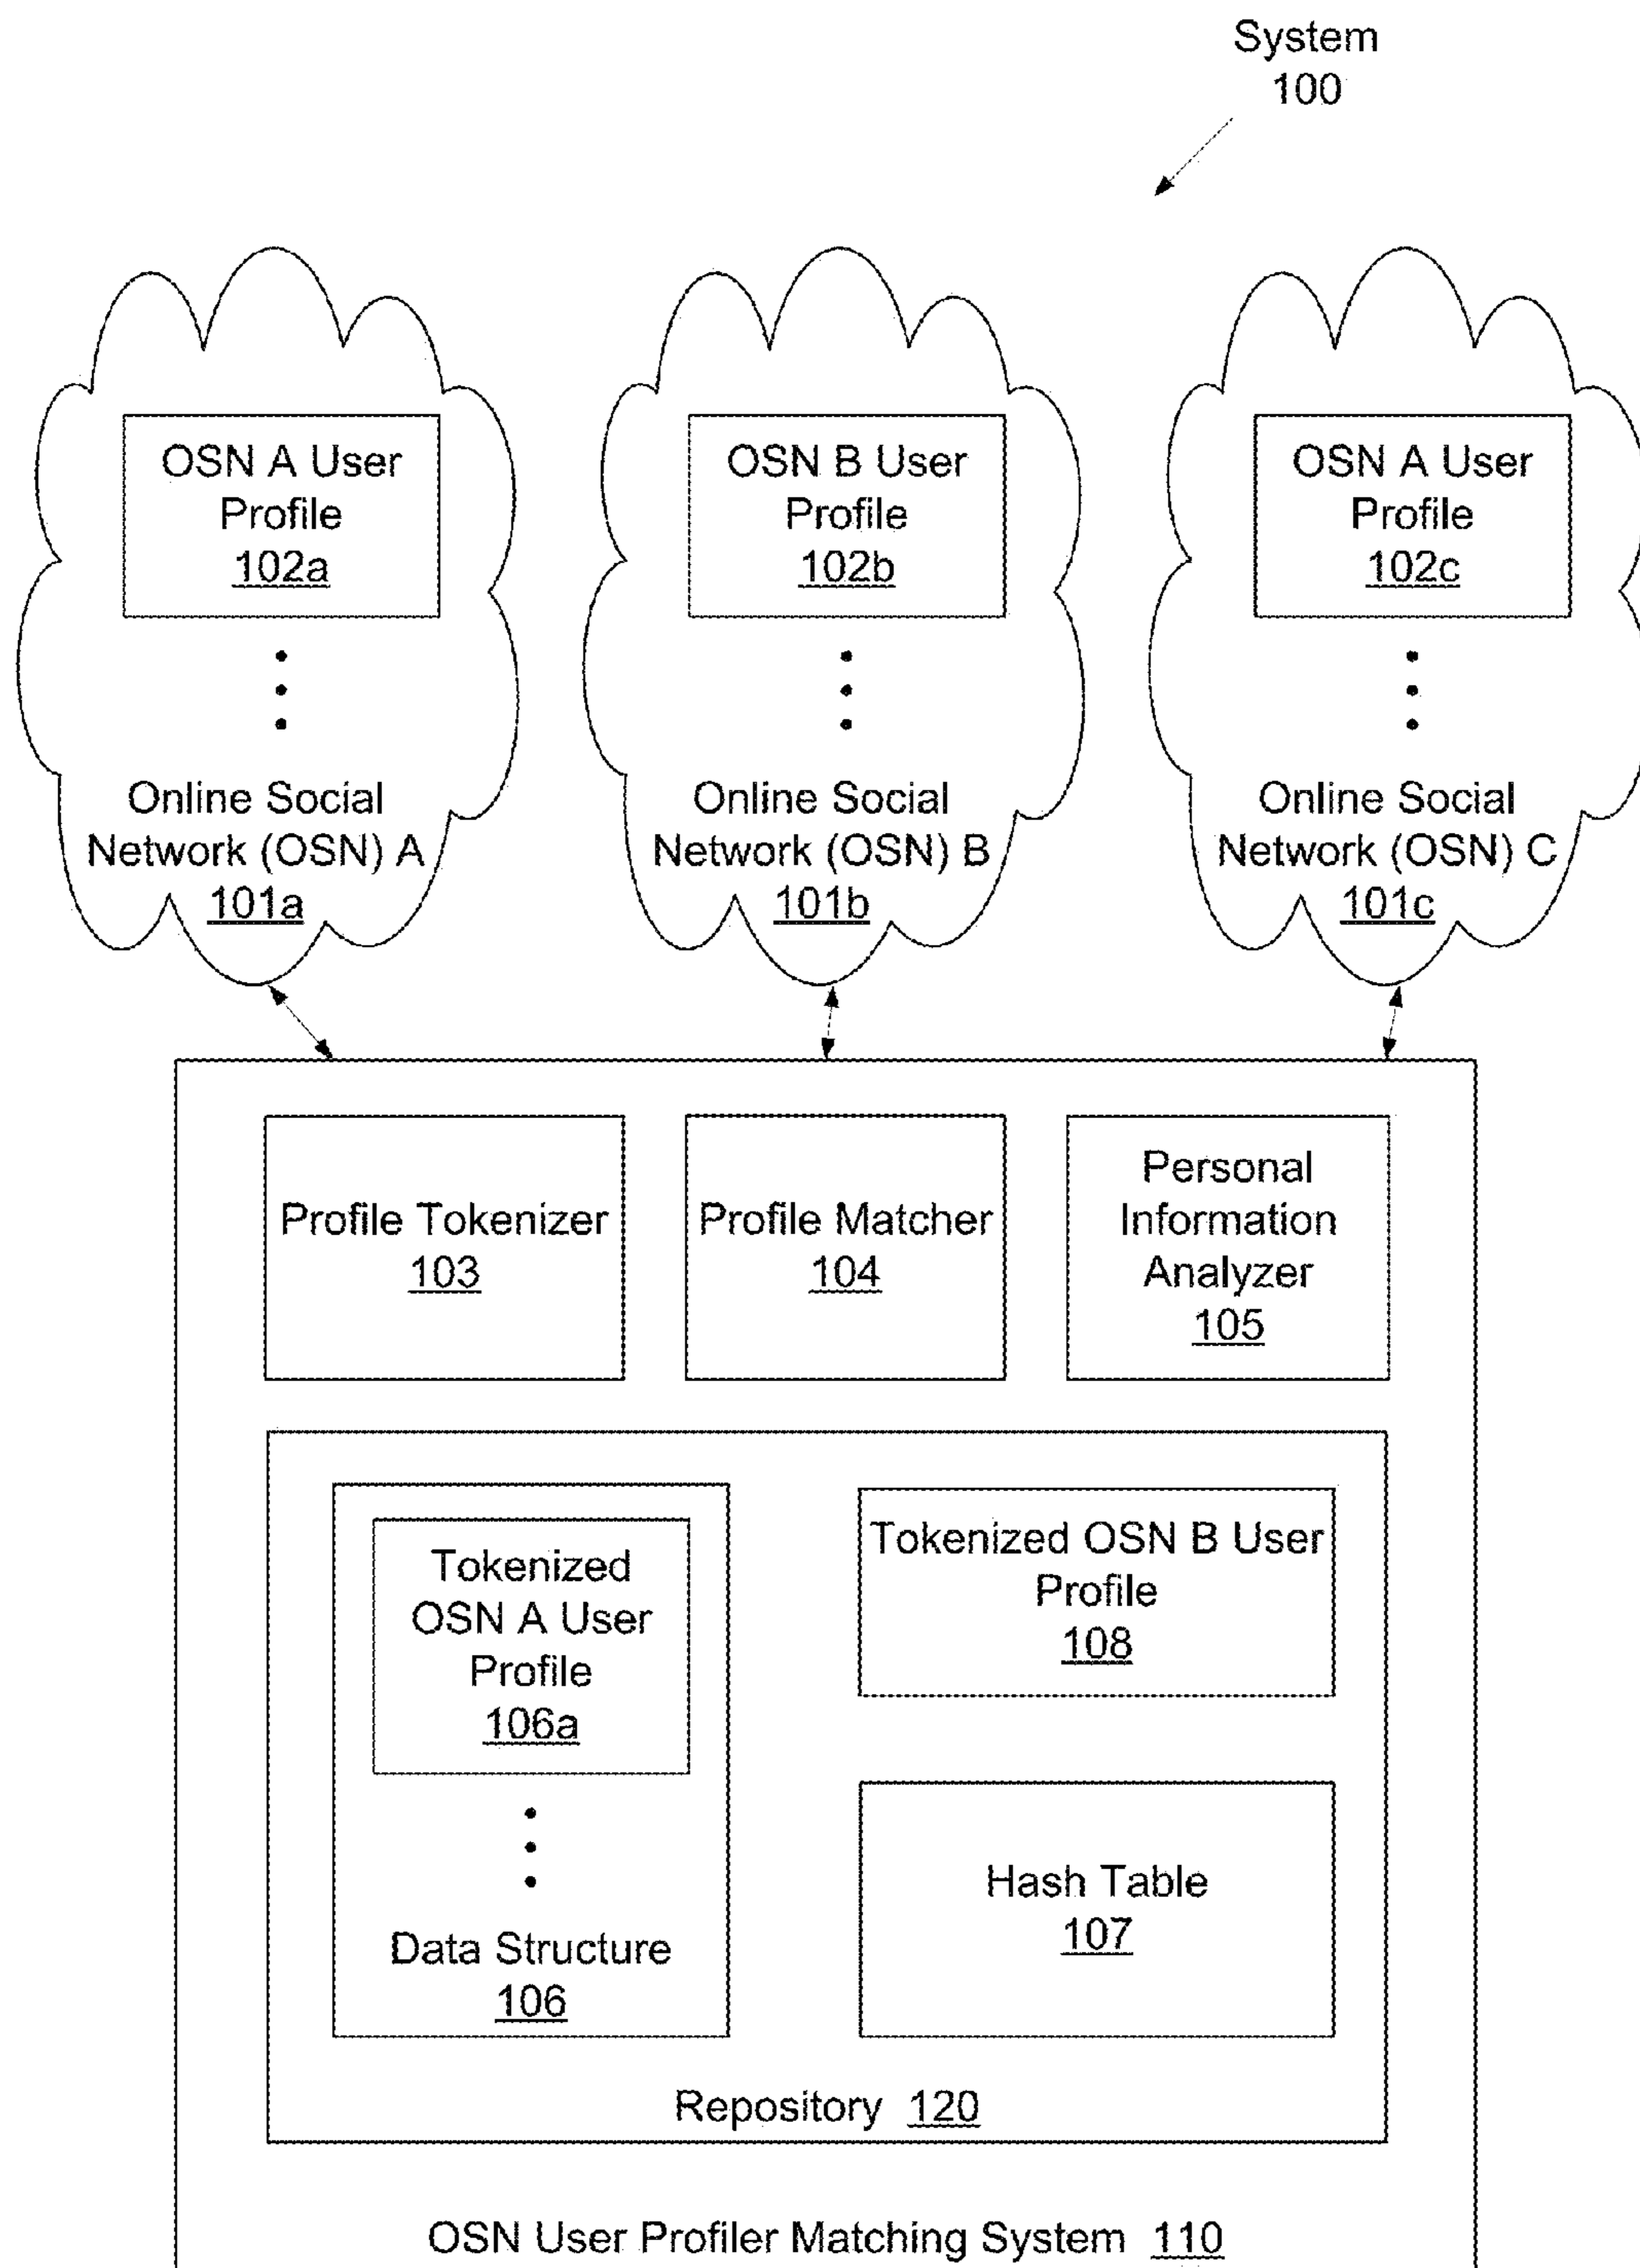 System
100
OSN A User
Profile
102a
OSN B User
Profile
102b
OSN A User
Profile
102c
Online Social
Network (OSN) A
101a
Online Social
Network (OSN) B
101b
Online Social
Network (OSN) C
101c
Profile Tokenizer
103
Profile Matcher
104
Personal
Information
Analyzer
105
Tokenized
OSN A User
Profile
106a
Data Structure
106
Tokenized OSN B User
Profile
108
Hash Table
107
Repository 120
OSN User Profiler Matching System 110